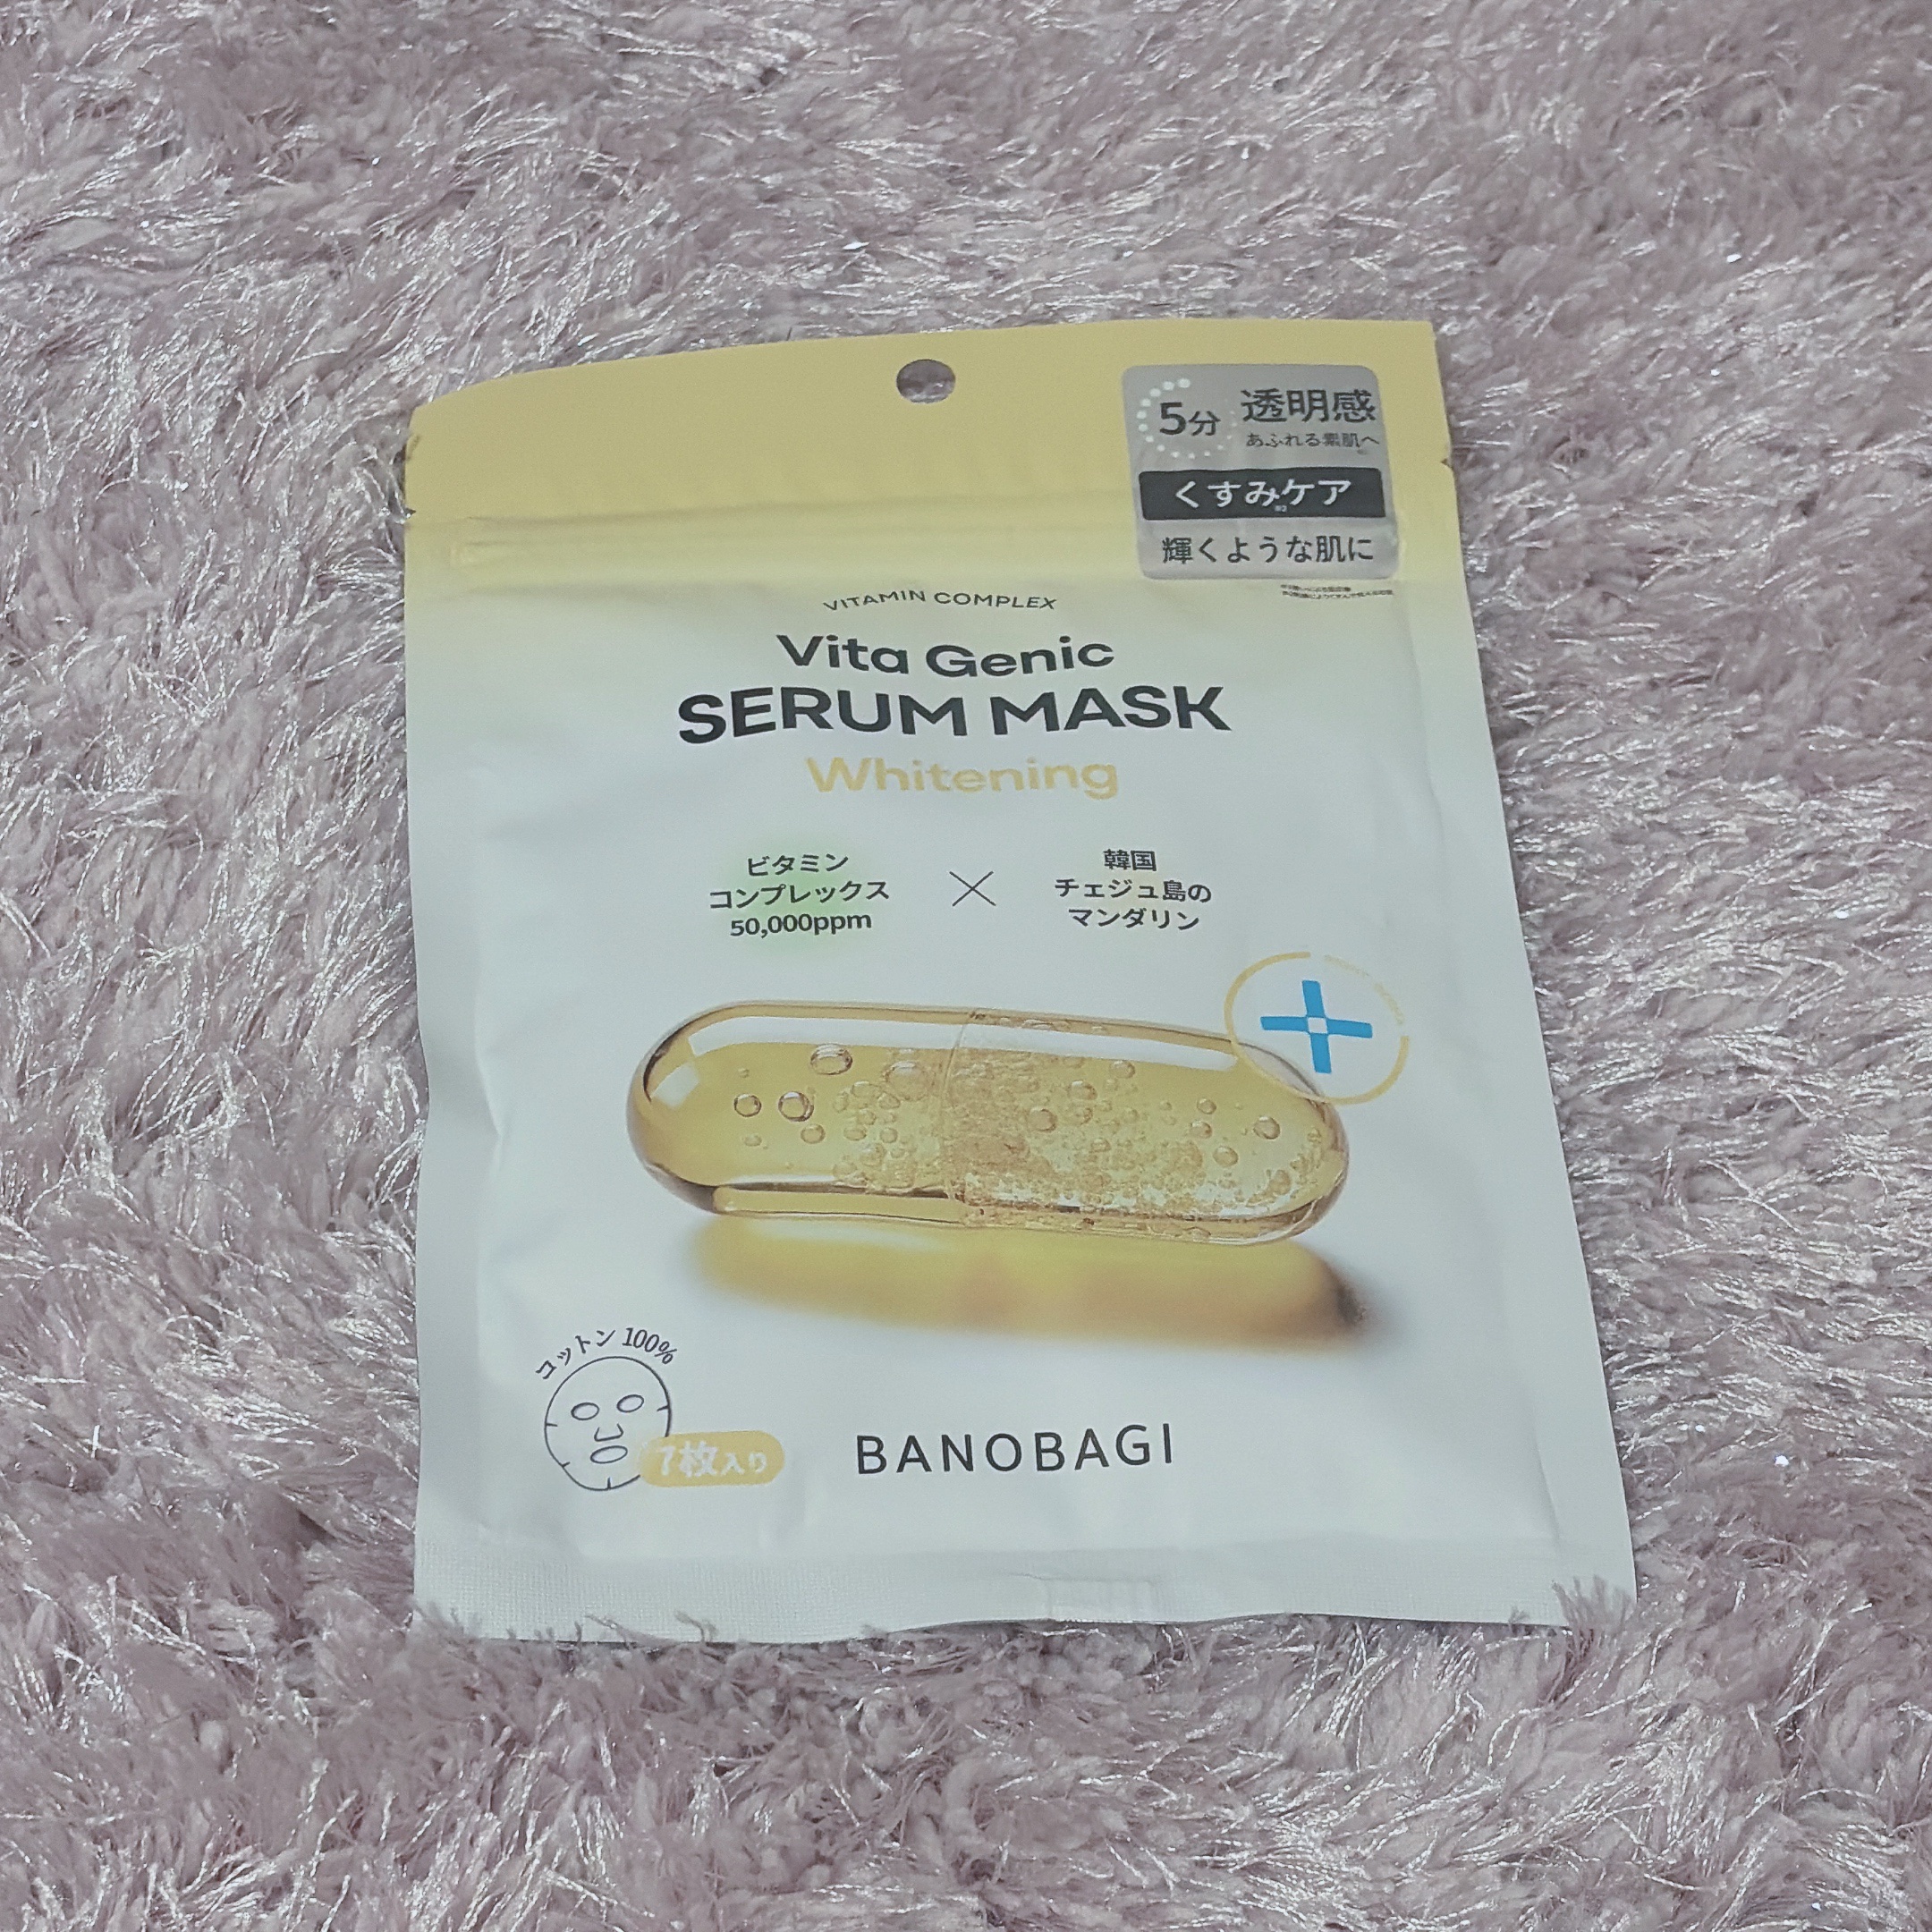 5分 透明感
あふれる素肌へ
くすみケア
※2
輝くような肌に
VITAMIN COMPLEX
Vita Genic
SERUM MASK
Whitening
ビタミン
コンプレックス
50,000ppm
×
韓国
チェジュ島の
マンダリン
コットン 100%
7枚入り
BANOBAGI